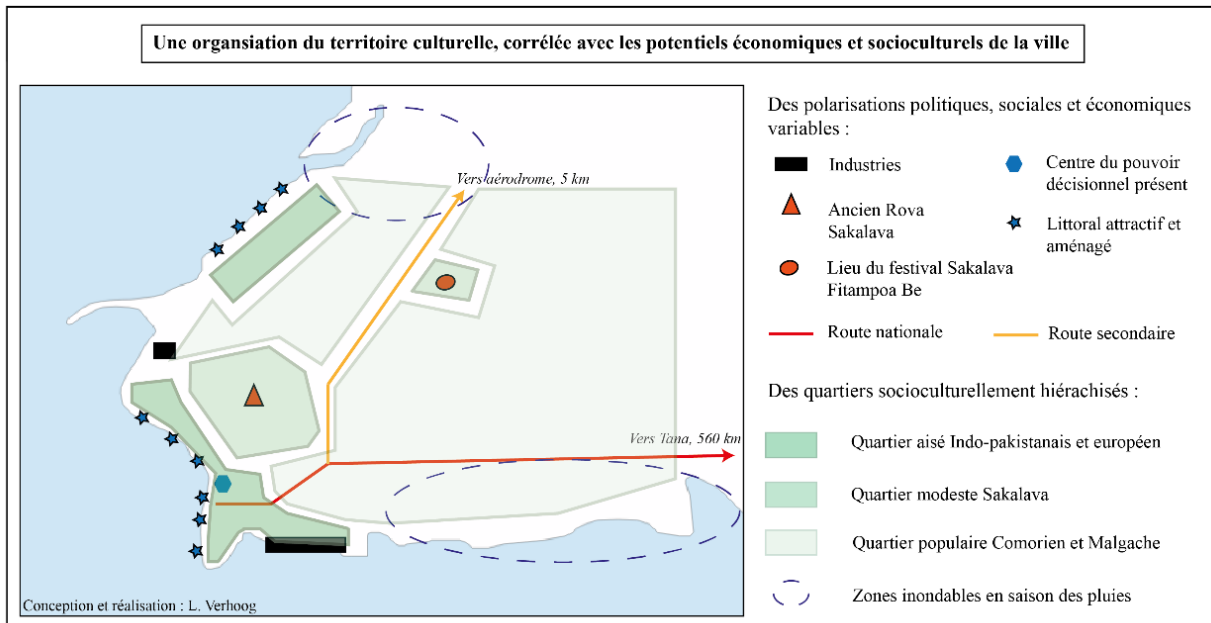 Une organsiation du territoire culturelle, corrélée avec les potentiels économiques et socioculturels de la ville
Vers aérodrome, 5 km
Vers Tana, 560 km
Conception et réalisation : L. Verhoog
Des polarisations politiques, sociales et économiques
variables :
Industries
Centre du pouvoir
décisionnel présent
Ancien Rova
Sakalava
Littoral attractif et
aménagé
Lieu du festival Sakalava
Fitampoa Be
Route nationale
Route secondaire
Des quartiers socioculturellement hiérachisés :
Quartier aisé Indo-pakistanais et européen
Quartier modeste Sakalava
Quartier populaire Comorien et Malgache
Zones inondables en saison des pluies